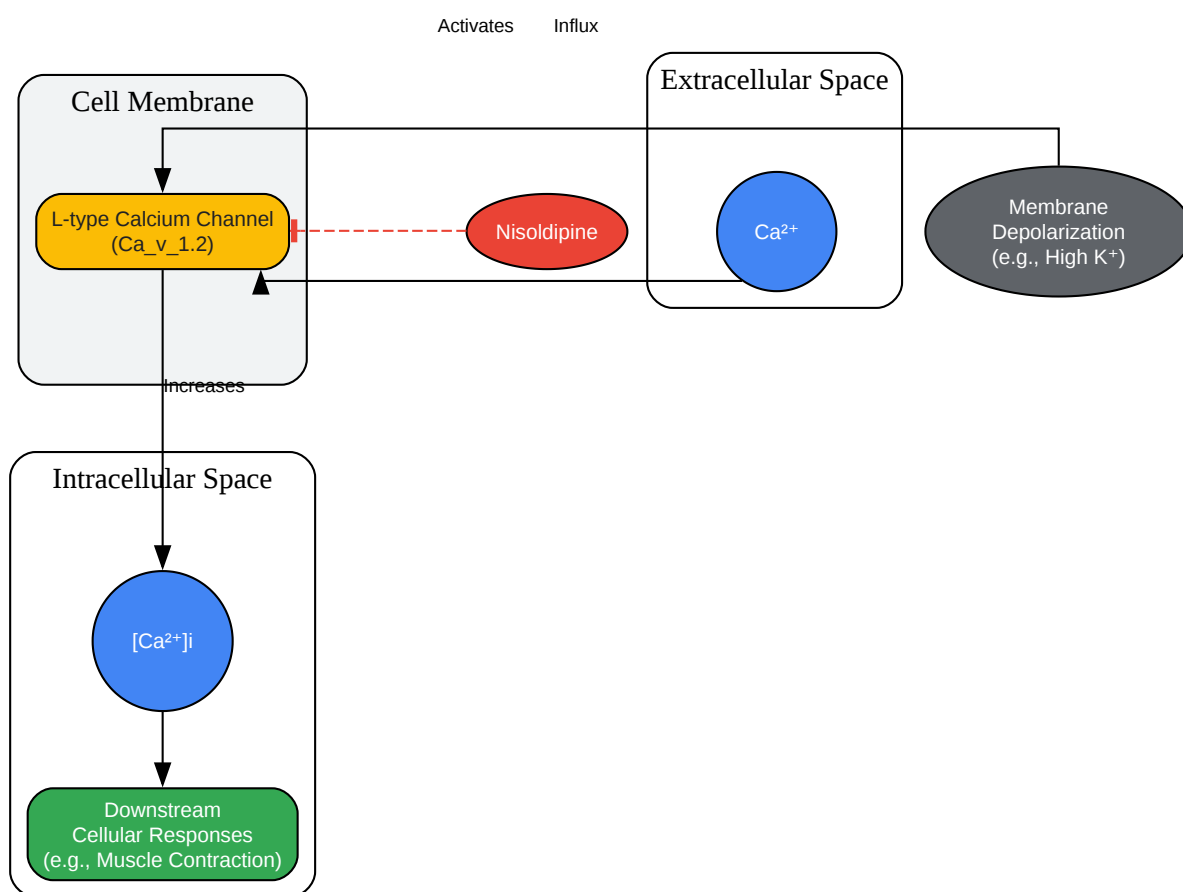 Activates
Influx
Cell Membrane
Extracellular Space
L-type Calcium Channel
(Ca_v_1.2)
Nisoldipine
Ca²⁺
Membrane
Depolarization
(e.g., High K⁺)
Increases
Intracellular Space
[Ca²⁺]i
Downstream
Cellular Responses
(e.g., Muscle Contraction)